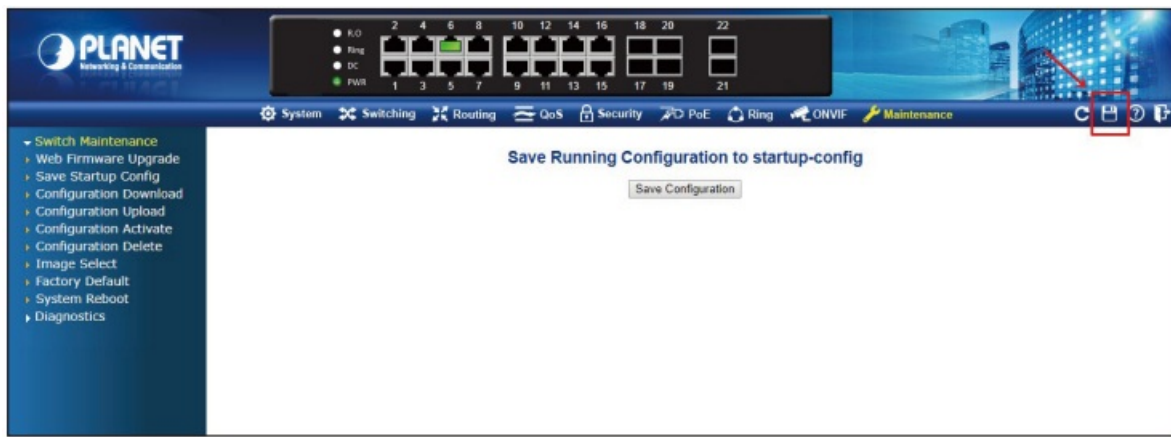 PLANET
Networking & Communication
R.O
Ring
DC
PWR
2 4 6 8 10 12 14 16 18 20 22
1 3 5 7 9 11 13 15 17 19 21
System Switching Routing QoS Security PoE Ring ONVIF Maintenance
Switch Maintenance
Web Firmware Upgrade
Save Startup Config
Configuration Download
Configuration Upload
Configuration Activate
Configuration Delete
Image Select
Factory Default
System Reboot
Diagnostics
Save Running Configuration to startup-config
Save Configuration